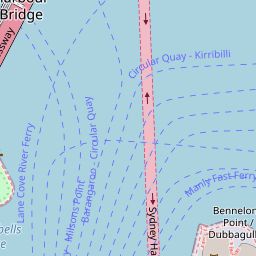 Bridge
Circular Quay - Kirribilli
Lane Cove River Ferry
Milsons Point
Barangaroo - Circular Quay
Manly Fast Ferry
Sydney Ha
Bennelon
Point /
Dubbagull